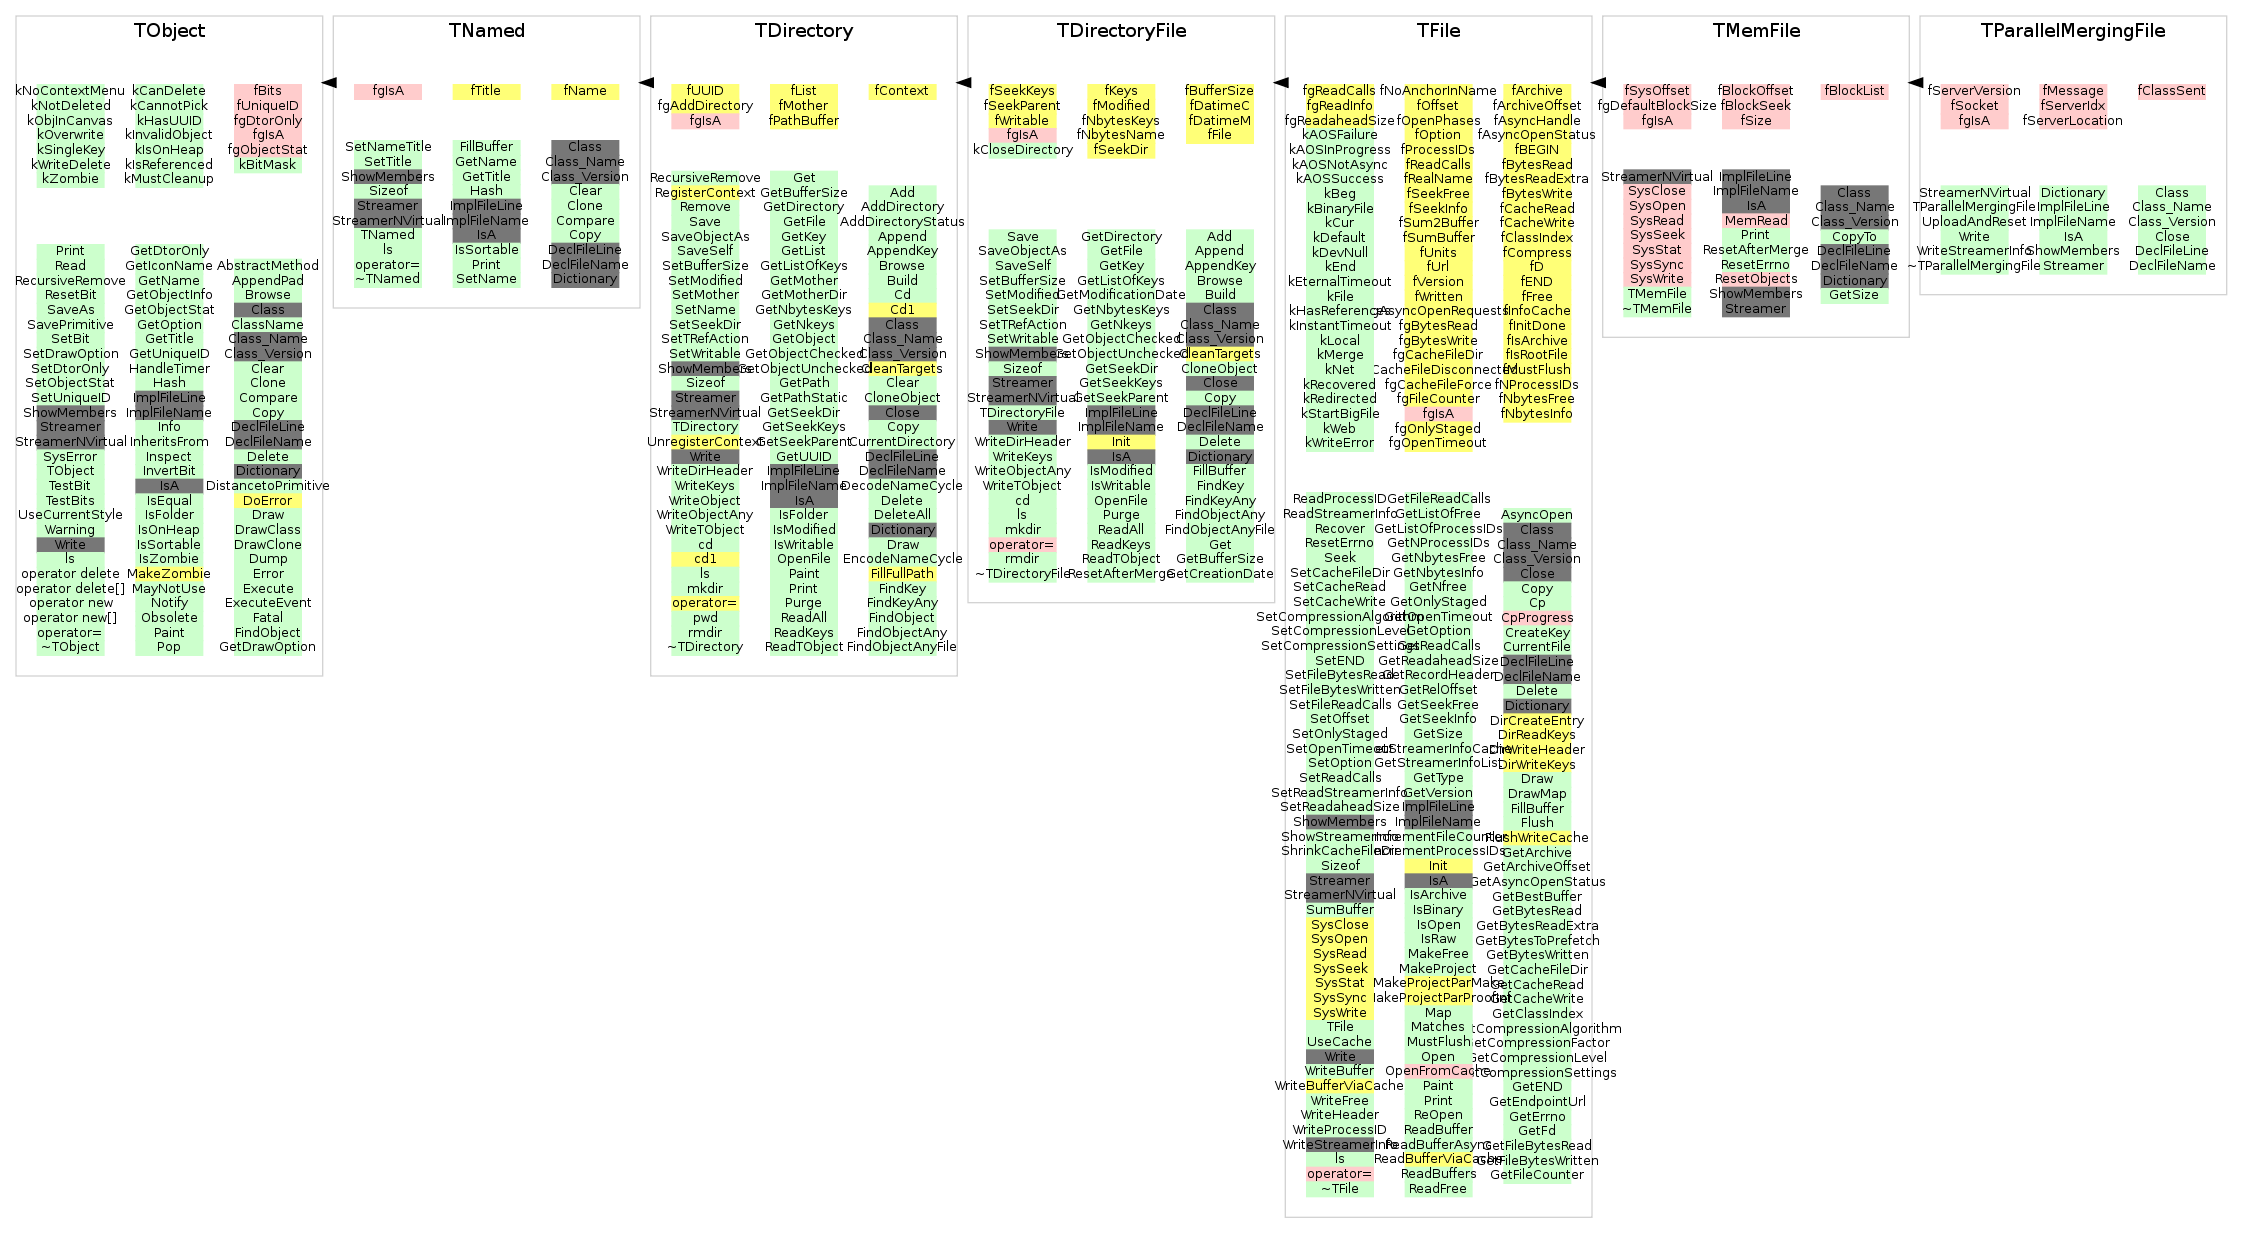 TObject
kNoContextMenu
kNotDeleted
kObjInCanvas
kOverwrite
kSingleKey
kWriteDelete
kZombie
kCanDelete
kCannotPick
kHasUUID
kInvalidObject
kIsOnHeap
kIsReferenced
kMustCleanup
fBits
fUniqueID
fgDtorOnly
fgIsA
fgObjectStat
kBitMask
Print
Read
RecursiveRemove
ResetBit
SaveAs
SavePrimitive
SetBit
SetDrawOption
SetDtorOnly
SetObjectStat
SetUniqueID
ShowMembers
Streamer
StreamerNVirtual
SysError
TObject
TestBit
TestBits
UseCurrentStyle
Warning
Write
ls
operator delete
operator delete[]
operator new
operator new[]
operator=
~TObject
GetDtorOnly
GetIconName
GetName
GetObjectInfo
GetObjectStat
GetOption
GetTitle
GetUniqueID
HandleTimer
Hash
ImplFileLine
ImplFileName
Info
InheritsFrom
Inspect
InvertBit
IsA
IsEqual
IsFolder
IsOnHeap
IsSortable
IsZombie
MakeZombie
MayNotUse
Notify
Obsolete
Paint
Pop
AbstractMethod
AppendPad
Browse
Class
ClassName
Class_Name
Class_Version
Clear
Clone
Compare
Copy
DeclFileLine
DeclFileName
Delete
Dictionary
DistancetoPrimitive
DoError
Draw
DrawClass
DrawClone
Dump
Error
Execute
ExecuteEvent
Fatal
FindObject
GetDrawOption
TNamed
fgIsA
fTitle
fName
SetNameTitle
SetTitle
ShowMembers
Sizeof
Streamer
StreamerNVirtual
TNamed
ls
operator=
~TNamed
FillBuffer
GetName
GetTitle
Hash
ImplFileLine
ImplFileName
IsA
IsSortable
Print
SetName
Class
Class_Name
Class_Version
Clear
Clone
Compare
Copy
DeclFileLine
DeclFileName
Dictionary
TDirectory
fUUID
fgAddDirectory
fgIsA
fList
fMother
fPathBuffer
fContext
RecursiveRemove
RegisterContext
Remove
Save
SaveObjectAs
SaveSelf
SetBufferSize
SetModified
SetMother
SetName
SetSeekDir
SetTRefAction
SetWritable
ShowMembers
Sizeof
Streamer
StreamerNVirtual
TDirectory
UnregisterContext
Write
WriteDirHeader
WriteKeys
WriteObject
WriteObjectAny
WriteTObject
cd
cd1
ls
mkdir
operator=
pwd
rmdir
~TDirectory
Get
GetBufferSize
GetDirectory
GetFile
GetKey
GetList
GetListOfKeys
GetMother
GetMotherDir
GetNbytesKeys
GetNkeys
GetObject
GetObjectChecked
GetObjectUnchecked
GetPath
GetPathStatic
GetSeekDir
GetSeekKeys
GetSeekParent
GetUUID
ImplFileLine
ImplFileName
IsA
IsFolder
IsModified
IsWritable
OpenFile
Paint
Print
Purge
ReadAll
ReadKeys
ReadTObject
Add
AddDirectory
AddDirectoryStatus
Append
AppendKey
Browse
Build
Cd
Cd1
Class
Class_Name
Class_Version
CleanTargets
Clear
CloneObject
Close
Copy
CurrentDirectory
DeclFileLine
DeclFileName
DecodeNameCycle
Delete
DeleteAll
Dictionary
Draw
EncodeNameCycle
FillFullPath
FindKey
FindKeyAny
FindObject
FindObjectAny
FindObjectAnyFile
TDirectoryFile
fSeekKeys
fSeekParent
fWritable
fgIsA
kCloseDirectory
fKeys
fModified
fNbytesKeys
fNbytesName
fSeekDir
fBufferSize
fDatimeC
fDatimeM
fFile
Save
SaveObjectAs
SaveSelf
SetBufferSize
SetModified
SetSeekDir
SetTRefAction
SetWritable
ShowMembers
Sizeof
Streamer
StreamerNVirtual
TDirectoryFile
Write
WriteDirHeader
WriteKeys
WriteObjectAny
WriteTObject
cd
ls
mkdir
operator=
rmdir
~TDirectoryFile
GetDirectory
GetFile
GetKey
GetListOfKeys
GetModificationDate
GetNbytesKeys
GetNkeys
GetObjectChecked
GetObjectUnchecked
GetSeekDir
GetSeekKeys
GetSeekParent
ImplFileLine
ImplFileName
Init
IsA
IsModified
IsWritable
OpenFile
Purge
ReadAll
ReadKeys
ReadTObject
ResetAfterMerge
Add
Append
AppendKey
Browse
Build
Class
Class_Name
Class_Version
CleanTargets
CloneObject
Close
Copy
DeclFileLine
DeclFileName
Delete
Dictionary
FillBuffer
FindKey
FindKeyAny
FindObjectAny
FindObjectAnyFile
Get
GetBufferSize
GetCreationDate
TFile
fgReadCalls
fgReadInfo
fgReadaheadSize
kAOSFailure
kAOSInProgress
kAOSNotAsync
kAOSSuccess
kBeg
kBinaryFile
kCur
kDefault
kDevNull
kEnd
kEternalTimeout
kFile
kHasReferences
kInstantTimeout
kLocal
kMerge
kNet
kRecovered
kRedirected
kStartBigFile
kWeb
kWriteError
fNoAnchorInName
fOffset
fOpenPhases
fOption
fProcessIDs
fReadCalls
fRealName
fSeekFree
fSeekInfo
fSum2Buffer
fSumBuffer
fUnits
fUrl
fVersion
fWritten
AsyncOpenRequests
fgBytesRead
fgBytesWrite
fgCacheFileDir
CacheFileDisconnected
fgCacheFileForce
fgFileCounter
fgIsA
fgOnlyStaged
fgOpenTimeout
fArchive
fArchiveOffset
fAsyncHandle
fAsyncOpenStatus
fBEGIN
fBytesRead
fBytesReadExtra
fBytesWrite
fCacheRead
fCacheWrite
fClassIndex
fCompress
fD
fEND
fFree
fInfoCache
fInitDone
fIsArchive
fIsRootFile
fMustFlush
fNProcessIDs
fNbytesFree
fNbytesInfo
ReadProcessID
ReadStreamerInfo
Recover
ResetErrno
Seek
SetCacheFileDir
SetCacheRead
SetCacheWrite
SetCompressionAlgorithm
SetCompressionLevel
SetCompressionSettings
SetEND
SetFileBytesRead
SetFileBytesWritten
SetFileReadCalls
SetOffset
SetOnlyStaged
SetOpenTimeout
SetOption
SetReadCalls
SetReadStreamerInfo
SetReadaheadSize
ShowMembers
ShowStreamerInfo
ShrinkCacheFileDir
Sizeof
Streamer
StreamerNVirtual
SumBuffer
SysClose
SysOpen
SysRead
SysSeek
SysStat
SysSync
SysWrite
TFile
UseCache
Write
WriteBuffer
WriteBufferViaCache
WriteFree
WriteHeader
WriteProcessID
WriteStreamerInfo
ls
operator=
~TFile
GetFileReadCalls
GetListOfFree
GetListOfProcessIDs
GetNProcessIDs
GetNbytesFree
GetNbytesInfo
GetNfree
GetOnlyStaged
GetOpenTimeout
GetOption
GetReadCalls
GetReadaheadSize
GetRecordHeader
GetRelOffset
GetSeekFree
GetSeekInfo
GetSize
etStreamerInfoCache
GetStreamerInfoList
GetType
GetVersion
ImplFileLine
ImplFileName
IncrementFileCounter
ncrementProcessIDs
Init
IsA
IsArchive
IsBinary
IsOpen
IsRaw
MakeFree
MakeProject
MakeProjectParMake
MakeProjectParProofInf
Map
Matches
MustFlush
Open
OpenFromCache
Paint
Print
ReOpen
ReadBuffer
ReadBufferAsync
ReadBufferViaCache
ReadBuffers
ReadFree
AsyncOpen
Class
Class_Name
Class_Version
Close
Copy
Cp
CpProgress
CreateKey
CurrentFile
DeclFileLine
DeclFileName
Delete
Dictionary
DirCreateEntry
DirReadKeys
DirWriteHeader
DirWriteKeys
Draw
DrawMap
FillBuffer
Flush
FlushWriteCache
GetArchive
GetArchiveOffset
GetAsyncOpenStatus
GetBestBuffer
GetBytesRead
GetBytesReadExtra
GetBytesToPrefetch
GetBytesWritten
GetCacheFileDir
GetCacheRead
GetCacheWrite
GetClassIndex
tCompressionAlgorithm
etCompressionFactor
GetCompressionLevel
tCompressionSettings
GetEND
GetEndpointUrl
GetErrno
GetFd
GetFileBytesRead
GetFileBytesWritten
GetFileCounter
TMemFile
fSysOffset
fgDefaultBlockSize
fgIsA
fBlockOffset
fBlockSeek
fSize
fBlockList
StreamerNVirtual
SysClose
SysOpen
SysRead
SysSeek
SysStat
SysSync
SysWrite
TMemFile
~TMemFile
ImplFileLine
ImplFileName
IsA
MemRead
Print
ResetAfterMerge
ResetErrno
ResetObjects
ShowMembers
Streamer
Class
Class_Name
Class_Version
CopyTo
DeclFileLine
DeclFileName
Dictionary
GetSize
TParallelMergingFile
fServerVersion
fSocket
fgIsA
fMessage
fServerIdx
fServerLocation
fClassSent
StreamerNVirtual
TParallelMergingFile
UploadAndReset
Write
WriteStreamerInfo
~TParallelMergingFile
Dictionary
ImplFileLine
ImplFileName
IsA
ShowMembers
Streamer
Class
Class_Name
Class_Version
Close
DeclFileLine
DeclFileName